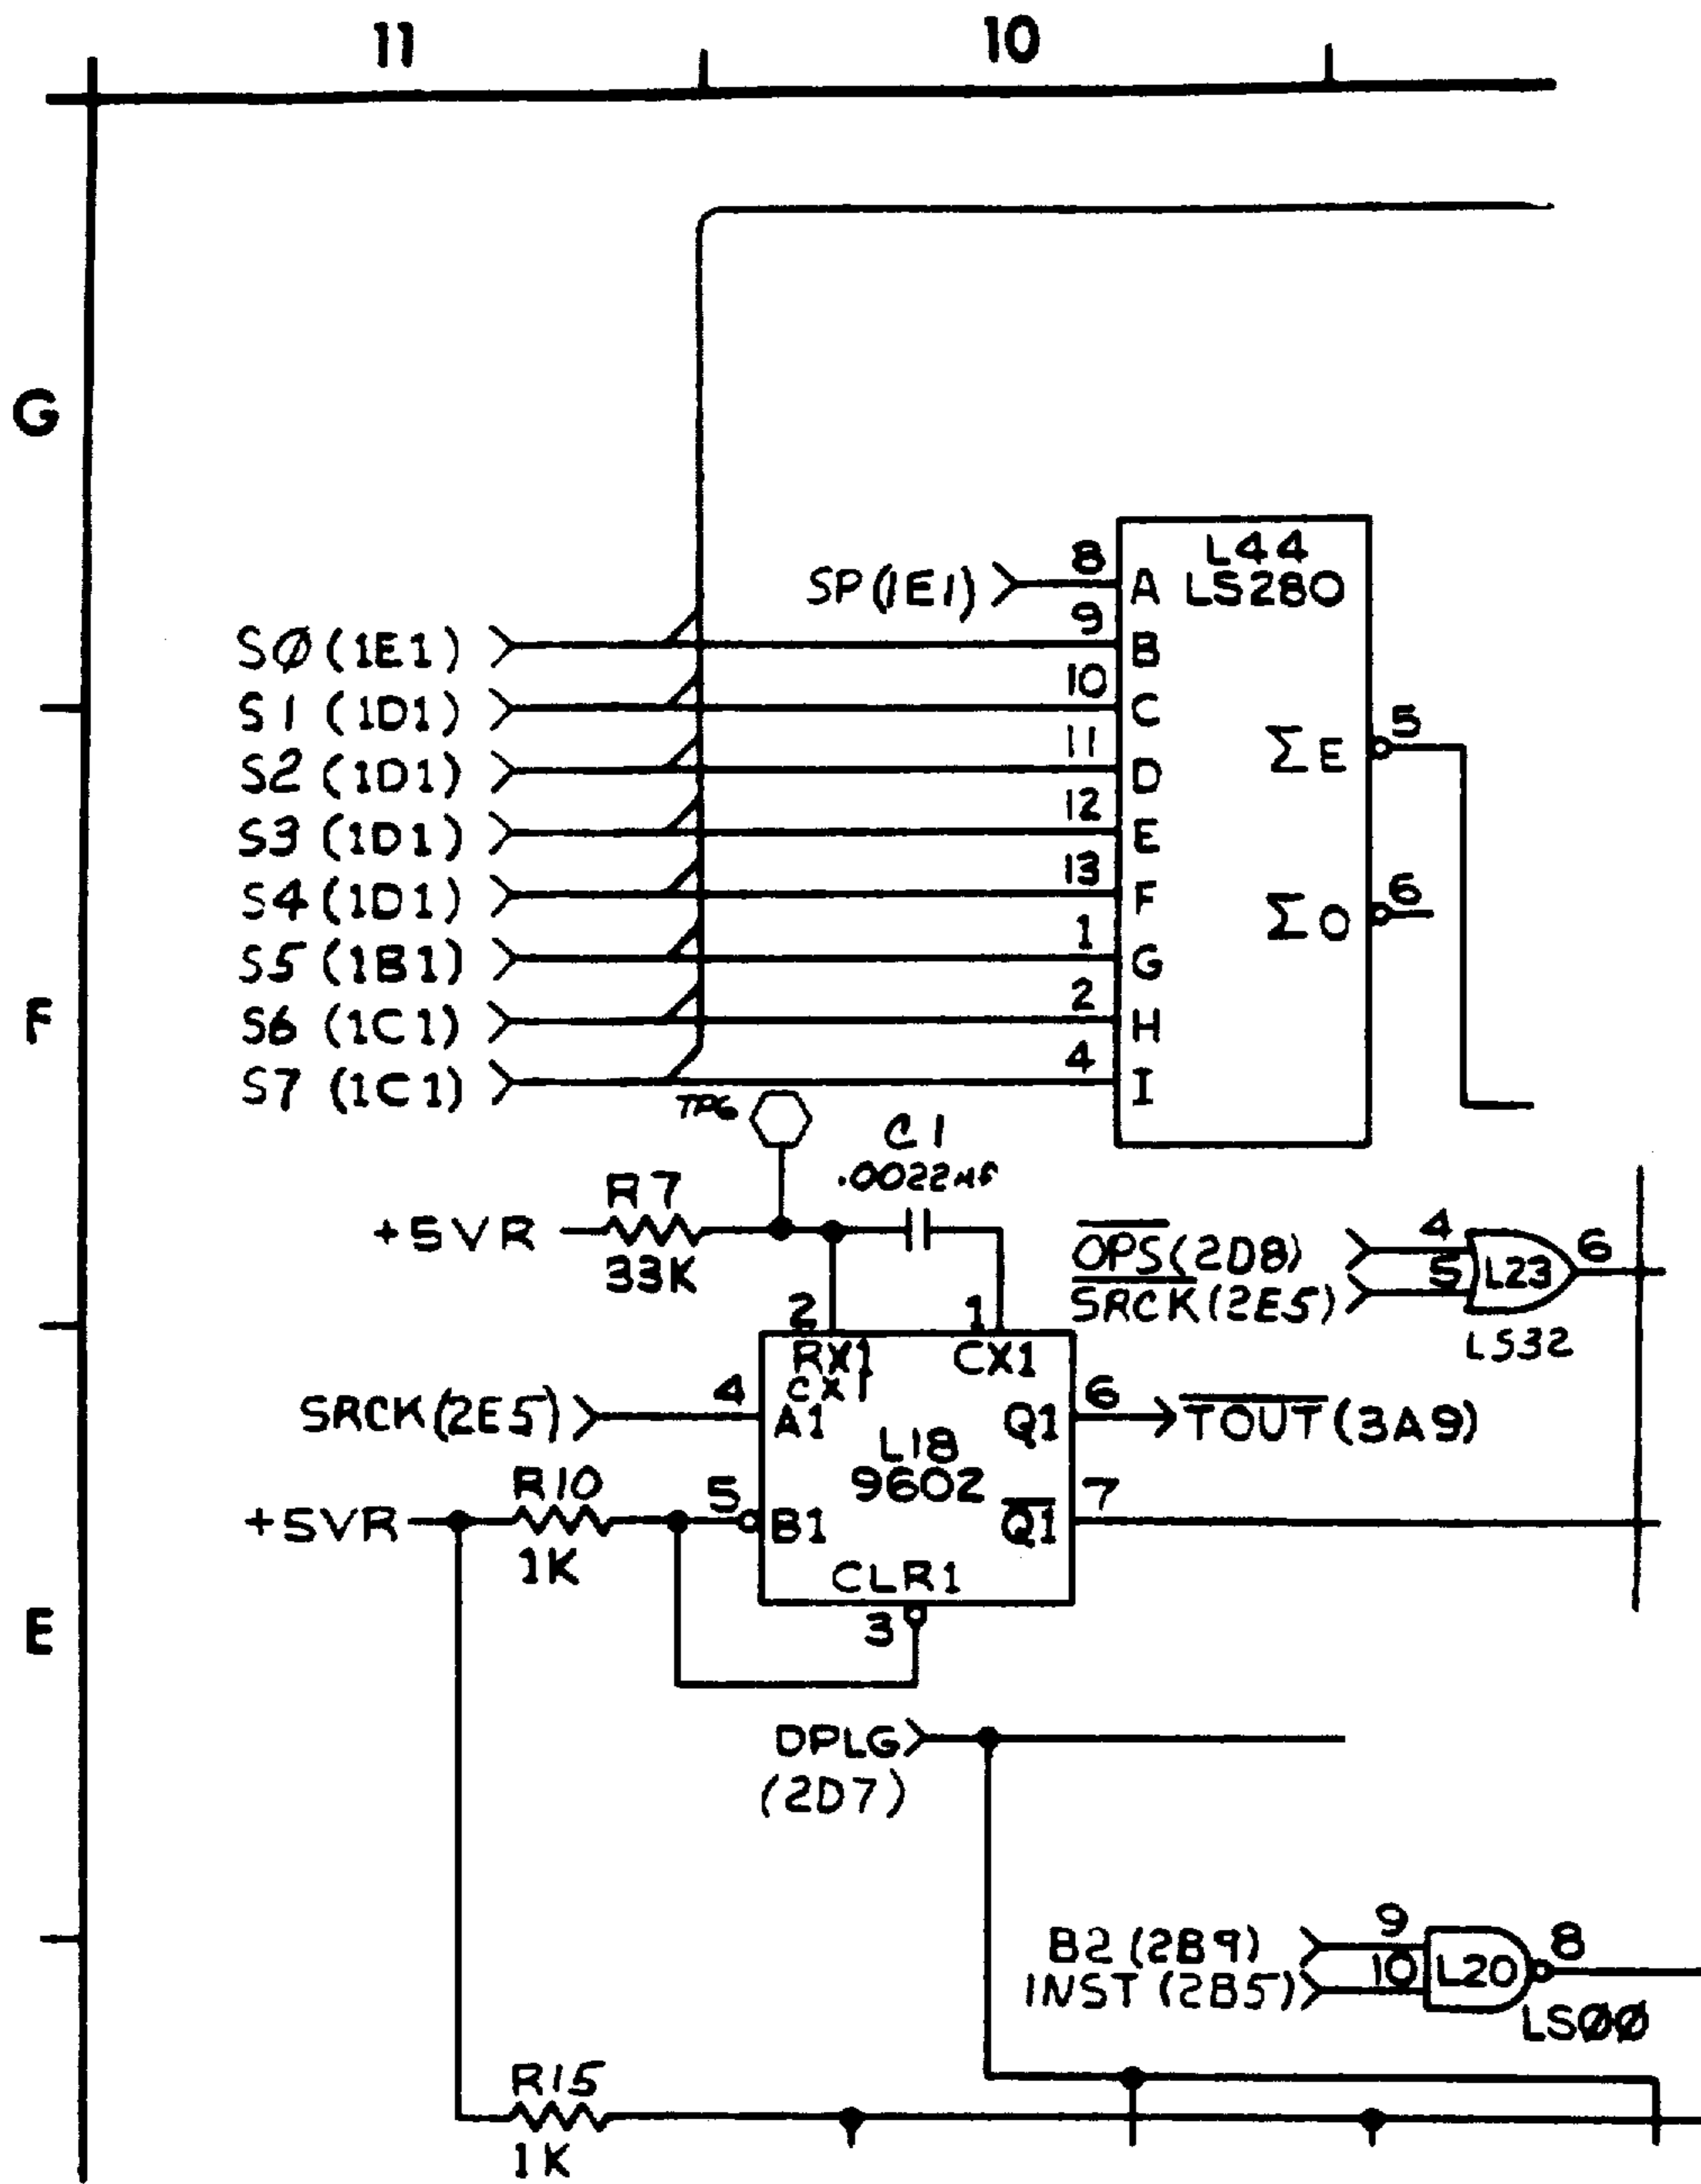 11
10
G
L44
LS280
SP(1E1)
8
A
9
SØ(1E1)
B
10
S1 (1D1)
C
11
S2 (1D1)
D
5
ΣE
12
S3 (1D1)
E
13
S4 (1D1)
F
6
ΣO
1
S5 (1B1)
G
2
S6 (1C1)
H
F
4
S7 (1C1)
I
TP6
C1
.0022µf
R7
+5VR
33K
OPS(2D8)
4
L23
6
SRCK(2E5)
5
LS32
2
1
RX1
CX1
CX1
SRCK(2E5)
4
A1
Q1
6
TOUT(3A9)
L18
9602
R10
+5VR
1K
5
B1
Q1
7
CLR1
3
E
DPLG
(2D7)
B2 (2B9)
9
L20
8
INST (2B5)
10
LSØØ
R15
1K